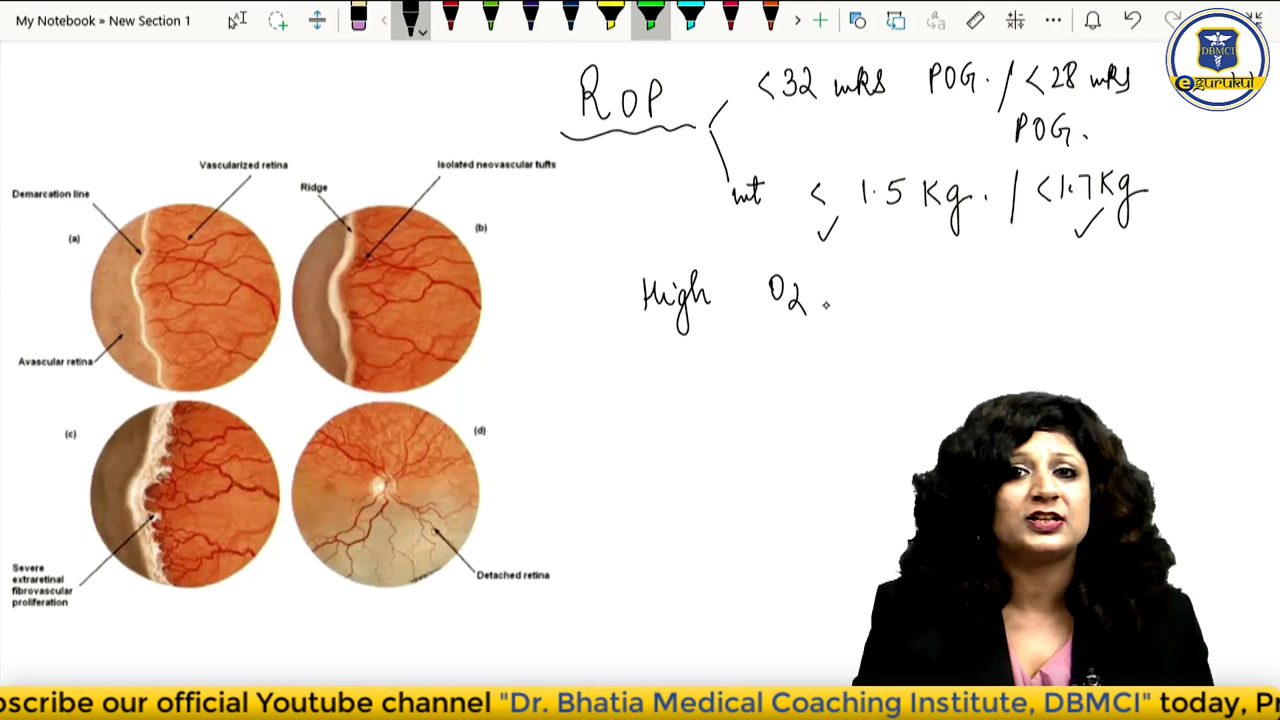 My Notebook » New Section 1
DBMCI
eGurukul
ROP
<32 wks POG. / <28 wks
POG.
wt < 1.5 Kg. / <1.7 Kg
High O2
Vascularized retina
Isolated neovascular tufts
Demarcation line
Ridge
(a)
(b)
Avascular retina
(c)
(d)
Severe
extraretinal
fibrovascular
proliferation
Detached retina
bscribe our official Youtube channel "Dr. Bhatia Medical Coaching Institute, DBMCI" today, Pr